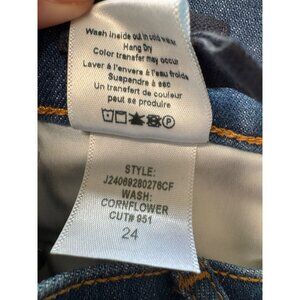 Wash inside out in cold water
Hang Dry
Color transfer may occur
Laver à l'envers à l'eau froide
Suspendre à sec
Un transfert de couleur
peut se produire
STYLE:
J24069280276CF
WASH:
CORNFLOWER
CUT# 951
24